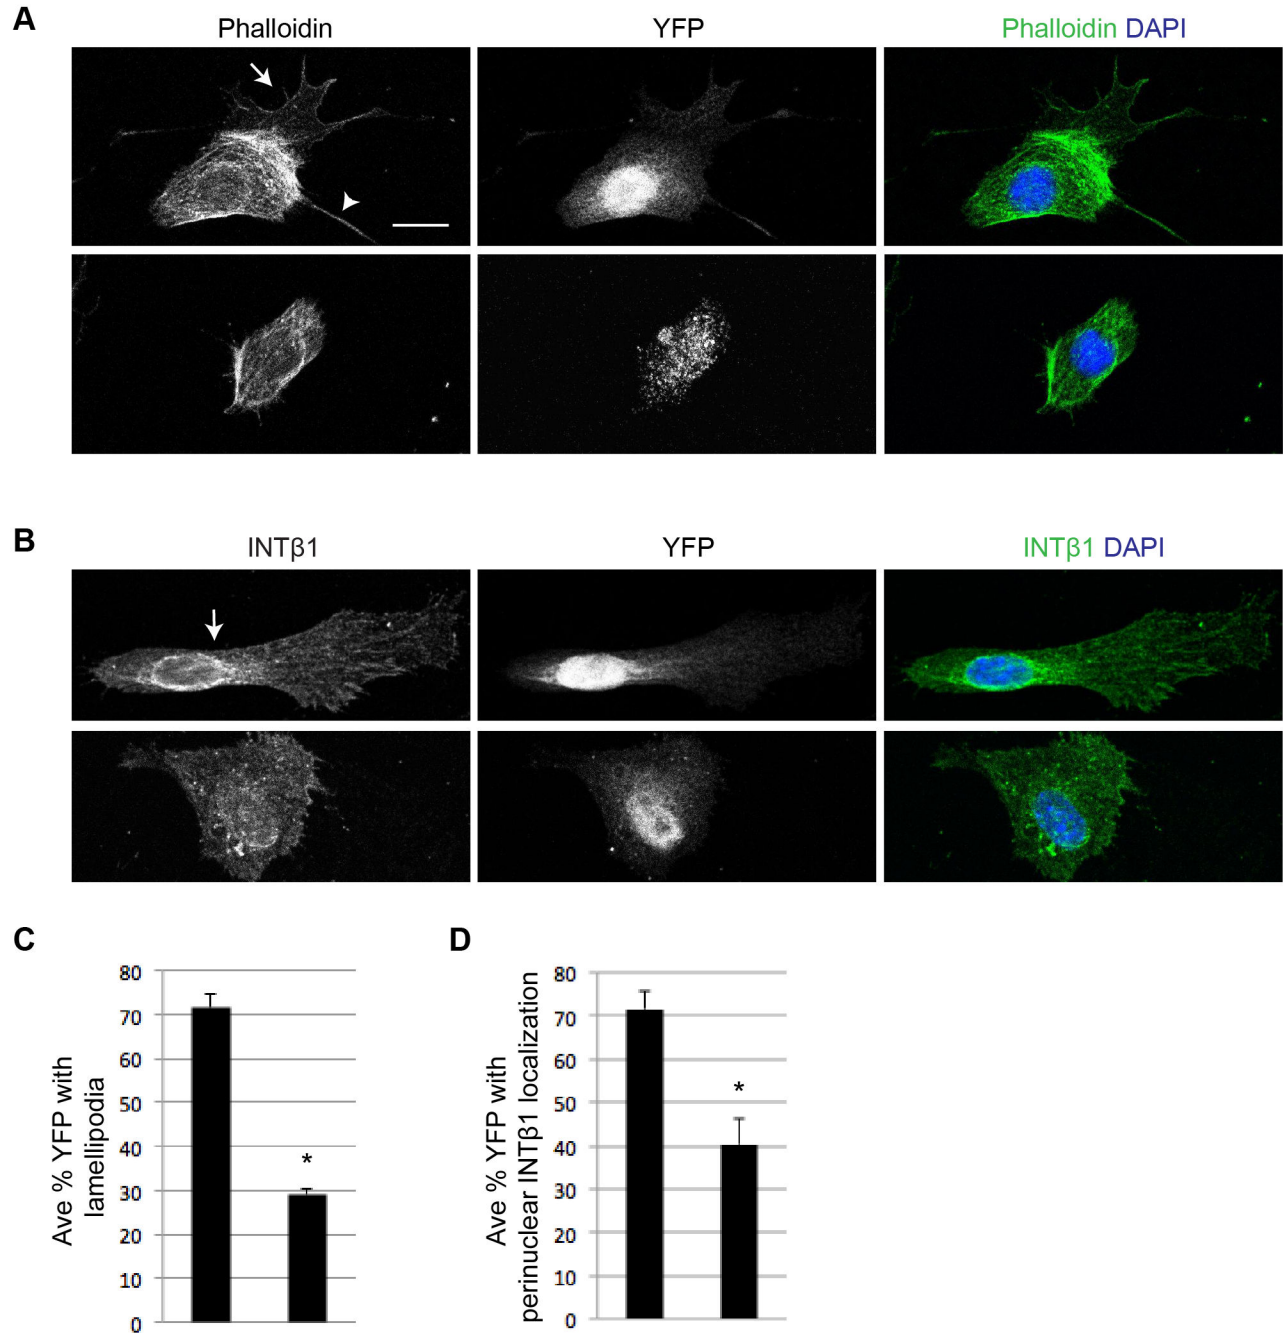 A
Phalloidin
YFP
Phalloidin DAPI
B
INTβ1
YFP
INTβ1 DAPI
C
Ave % YFP with
lamellipodia
80
70
60
50
40
30
20
10
0
*
D
Ave % YFP with
perinuclear INTβ1 localization
80
70
60
50
40
30
20
10
0
*